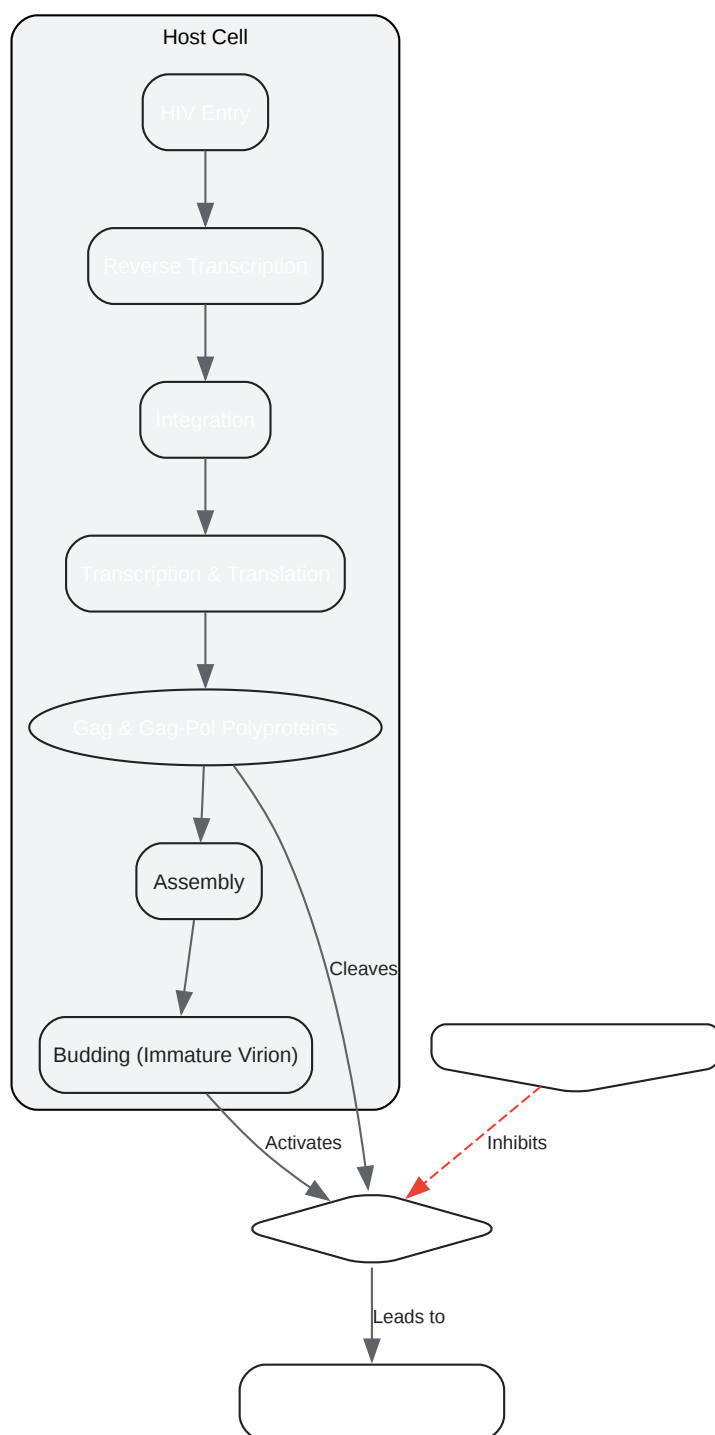 Host Cell
HIV Entry
Reverse Transcription
Integration
Transcription & Translation
Gag & Gag-Pol Polyproteins
Assembly
Cleaves
Budding (Immature Virion)
Activates
Inhibits
Leads to